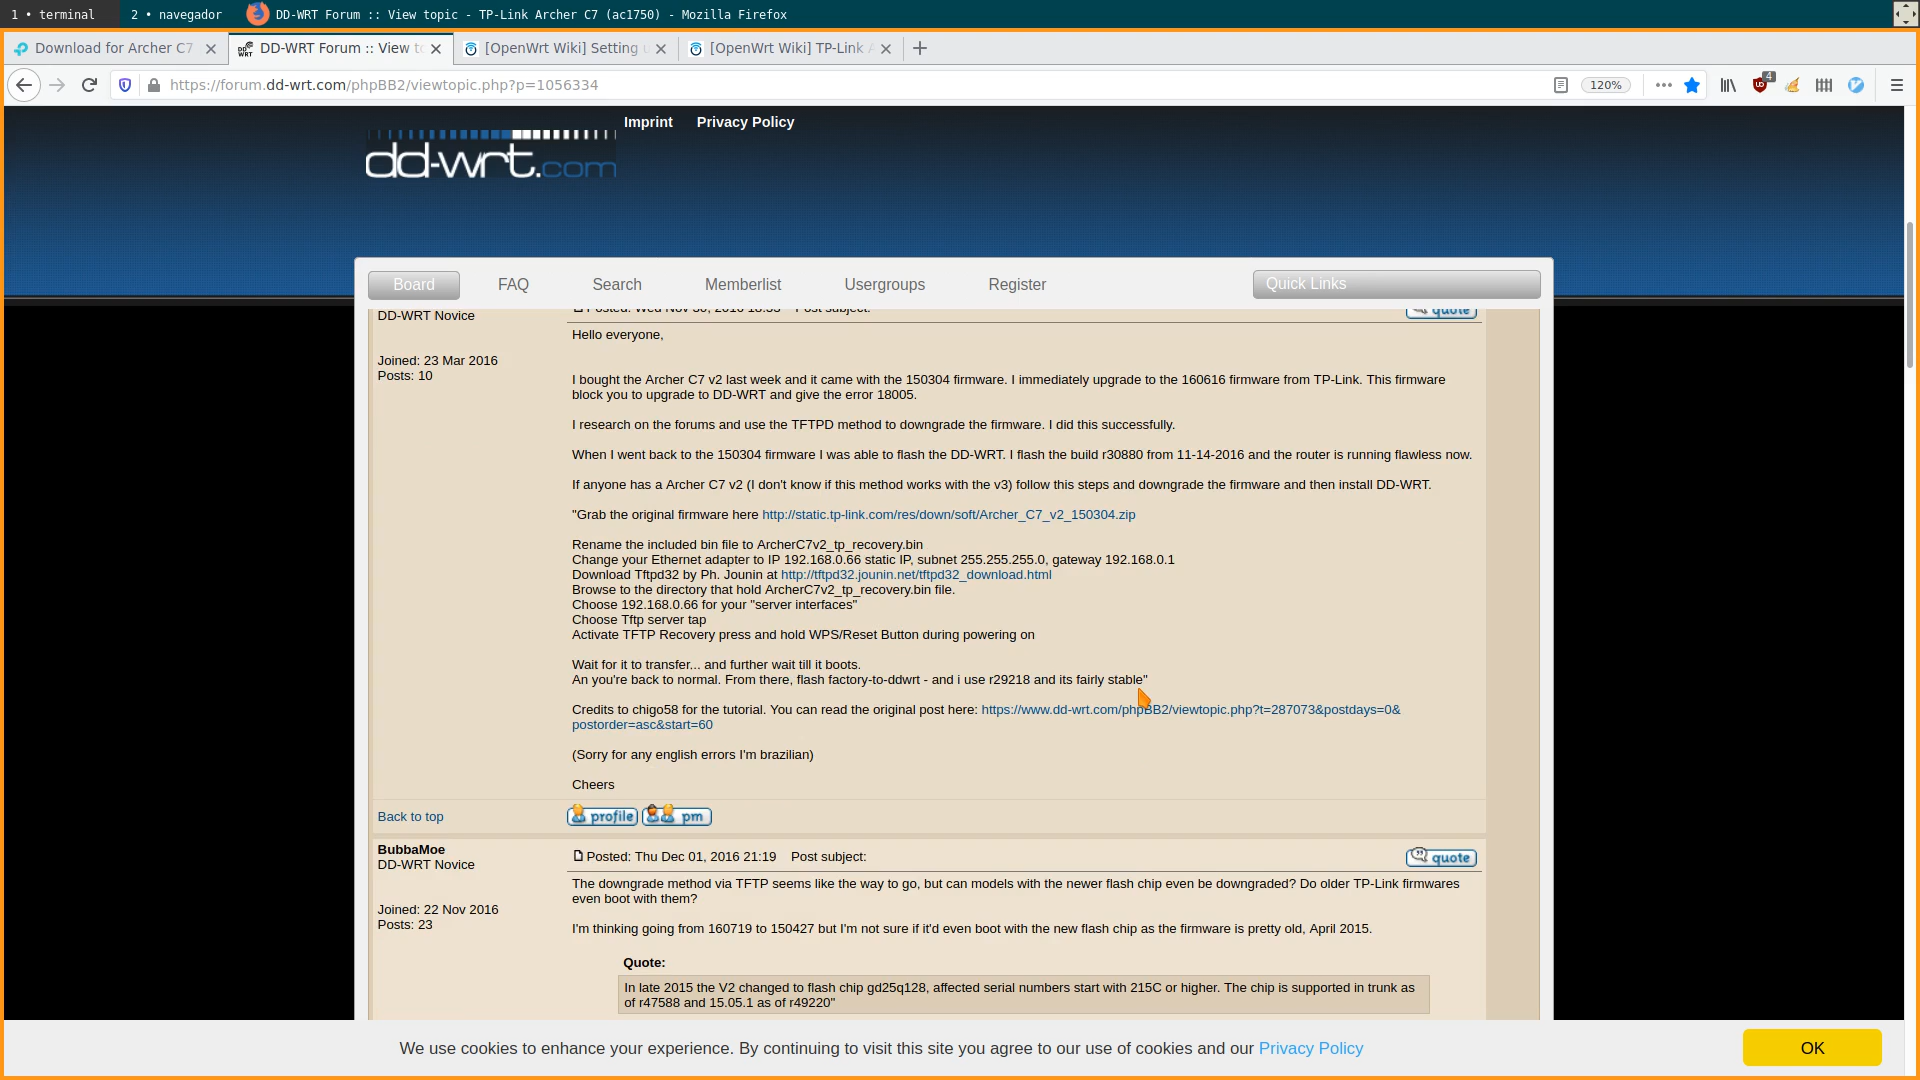 1 • terminal
2 • navegador
DD-WRT Forum :: View topic - TP-Link Archer C7 (ac1750) - Mozilla Firefox
Download for Archer C7
DD-WRT Forum :: View to
[OpenWrt Wiki] Setting u
[OpenWrt Wiki] TP-Link A
https://forum.dd-wrt.com/phpBB2/viewtopic.php?p=1056334
120%
4
Imprint
Privacy Policy
dd-wrt.com
Board
FAQ
Search
Memberlist
Usergroups
Register
Quick Links
DD-WRT Novice
Posted: Wed Nov 30, 2016 Post subject:
quote
Joined: 23 Mar 2016
Posts: 10
Hello everyone,
I bought the Archer C7 v2 last week and it came with the 150304 firmware. I immediately upgrade to the 160616 firmware from TP-Link. This firmware
block you to upgrade to DD-WRT and give the error 18005.
I research on the forums and use the TFTPD method to downgrade the firmware. I did this successfully.
When I went back to the 150304 firmware I was able to flash the DD-WRT. I flash the build r30880 from 11-14-2016 and the router is running flawless now.
If anyone has a Archer C7 v2 (I don't know if this method works with the v3) follow this steps and downgrade the firmware and then install DD-WRT.
"Grab the original firmware here http://static.tp-link.com/res/down/soft/Archer_C7_v2_150304.zip
Rename the included bin file to ArcherC7v2_tp_recovery.bin
Change your Ethernet adapter to IP 192.168.0.66 static IP, subnet 255.255.255.0, gateway 192.168.0.1
Download Tftpd32 by Ph. Jounin at http://tftpd32.jounin.net/tftpd32_download.html
Browse to the directory that hold ArcherC7v2_tp_recovery.bin file.
Choose 192.168.0.66 for your "server interfaces"
Choose Tftp server tap
Activate TFTP Recovery press and hold WPS/Reset Button during powering on
Wait for it to transfer... and further wait till it boots.
An you're back to normal. From there, flash factory-to-ddwrt - and i use r29218 and its fairly stable"
Credits to chigo58 for the tutorial. You can read the original post here: https://www.dd-wrt.com/phpBB2/viewtopic.php?t=287073&postdays=0&
postorder=asc&start=60
(Sorry for any english errors I'm brazilian)
Cheers
Back to top
profile
pm
BubbaMoe
DD-WRT Novice
Posted: Thu Dec 01, 2016 21:19 Post subject:
quote
Joined: 22 Nov 2016
Posts: 23
The downgrade method via TFTP seems like the way to go, but can models with the newer flash chip even be downgraded? Do older TP-Link firmwares
even boot with them?
I'm thinking going from 160719 to 150427 but I'm not sure if it'd even boot with the new flash chip as the firmware is pretty old, April 2015.
Quote:
In late 2015 the V2 changed to flash chip gd25q128, affected serial numbers start with 215C or higher. The chip is supported in trunk as
of r47588 and 15.05.1 as of r49220"
We use cookies to enhance your experience. By continuing to visit this site you agree to our use of cookies and our Privacy Policy
OK